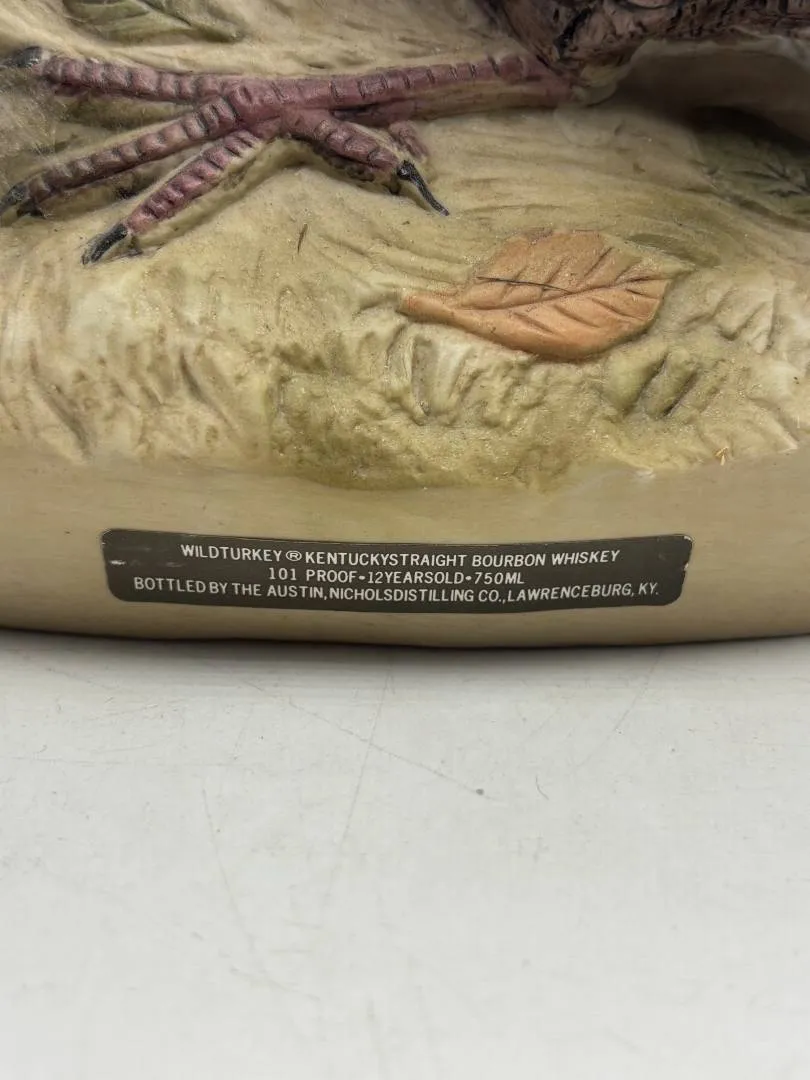 WILDTURKEY ® KENTUCKYSTRAIGHT BOURBON WHISKEY
101 PROOF•12YEARSOLD•750ML
BOTTLED BY THE AUSTIN, NICHOLSDISTILLING CO., LAWRENCEBURG, KY.